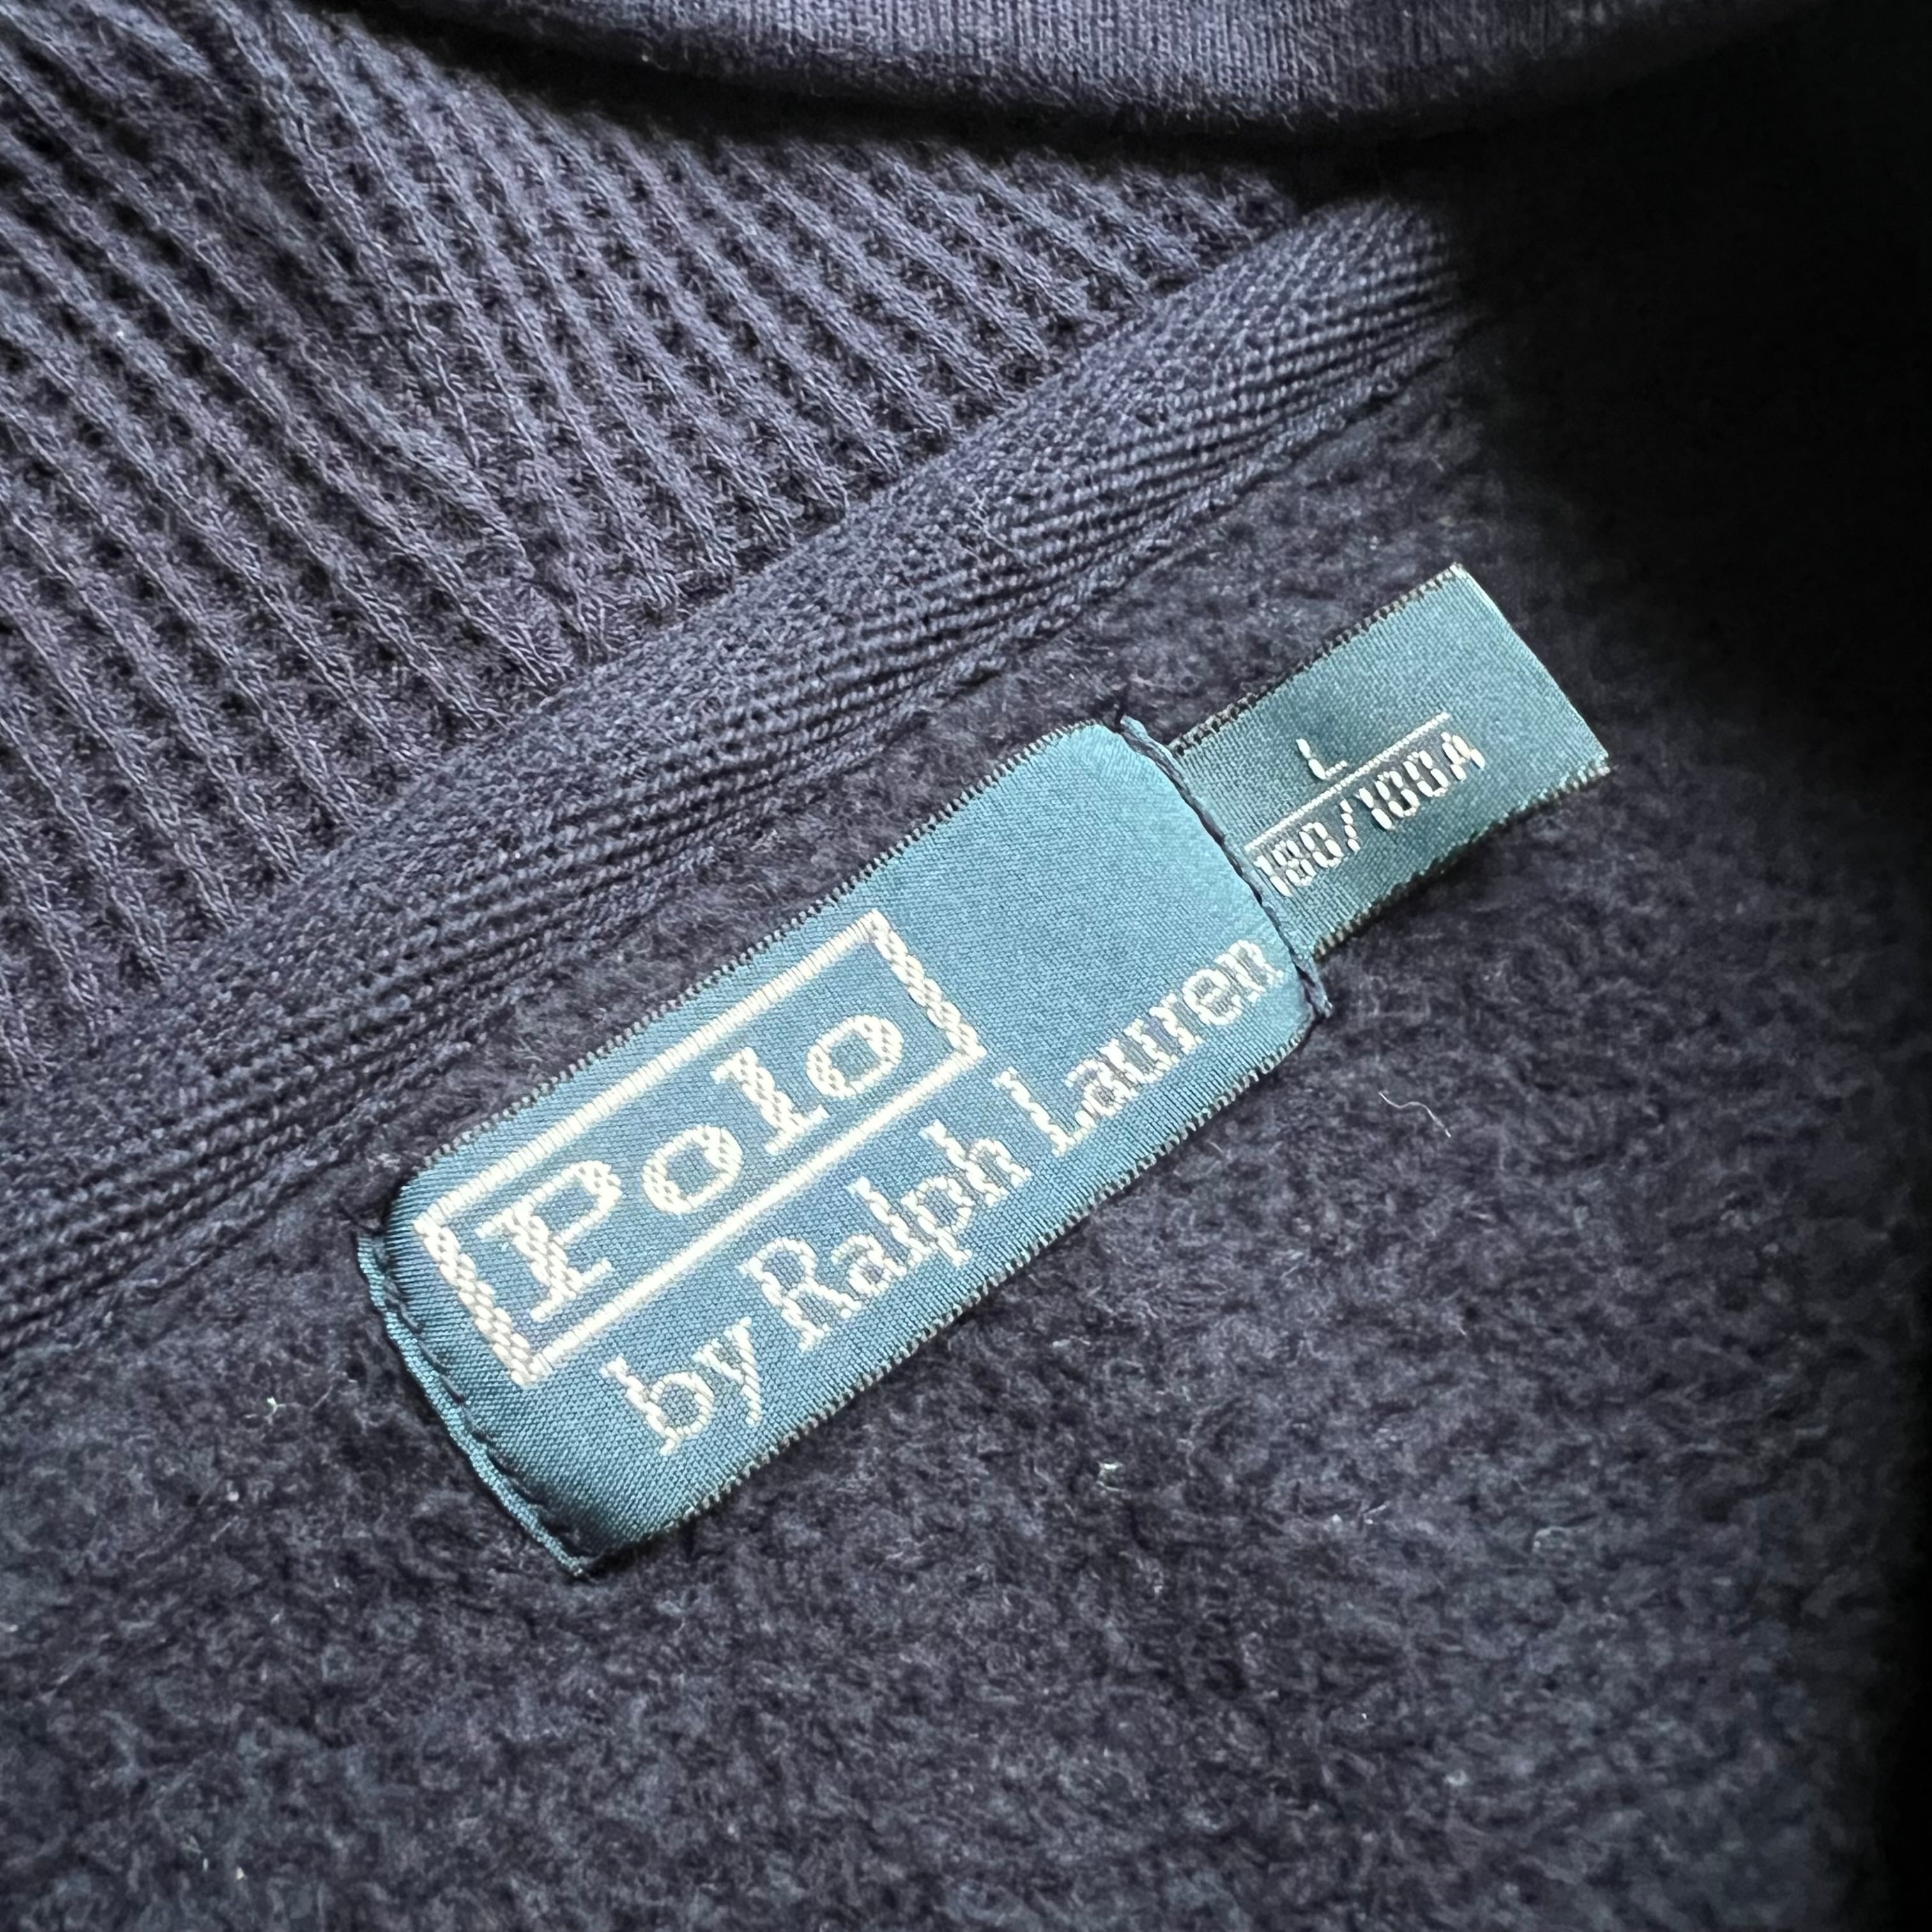 Polo
by Ralph Lauren
L
180/100A